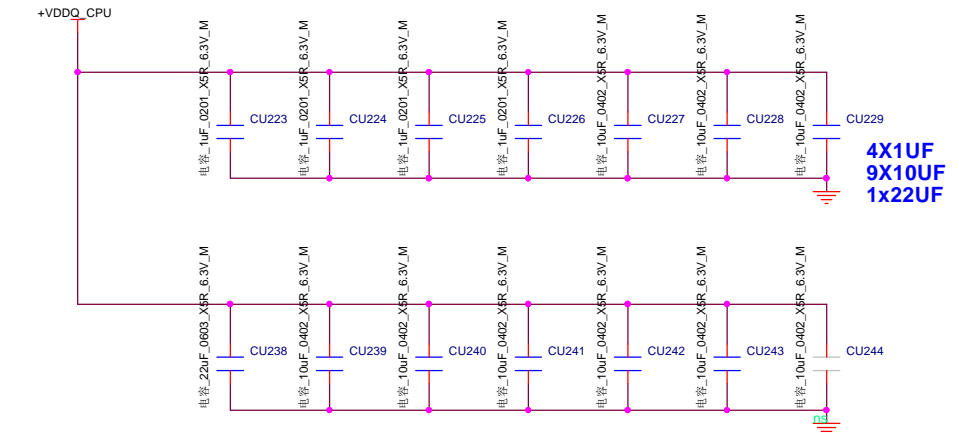 +VDDQ_CPU
电容_1uF_0201_X5R_6.3V_M
电容_1uF_0201_X5R_6.3V_M
电容_1uF_0201_X5R_6.3V_M
电容_1uF_0201_X5R_6.3V_M
电容_10uF_0402_X5R_6.3V_M
电容_10uF_0402_X5R_6.3V_M
电容_10uF_0402_X5R_6.3V_M
CU223
CU224
CU225
CU226
CU227
CU228
CU229
4X1UF
9X10UF
1x22UF
电容_22uF_0603_X5R_6.3V_M
电容_10uF_0402_X5R_6.3V_M
电容_10uF_0402_X5R_6.3V_M
电容_10uF_0402_X5R_6.3V_M
电容_10uF_0402_X5R_6.3V_M
电容_10uF_0402_X5R_6.3V_M
电容_10uF_0402_X5R_6.3V_M
CU238
CU239
CU240
CU241
CU242
CU243
CU244
ns